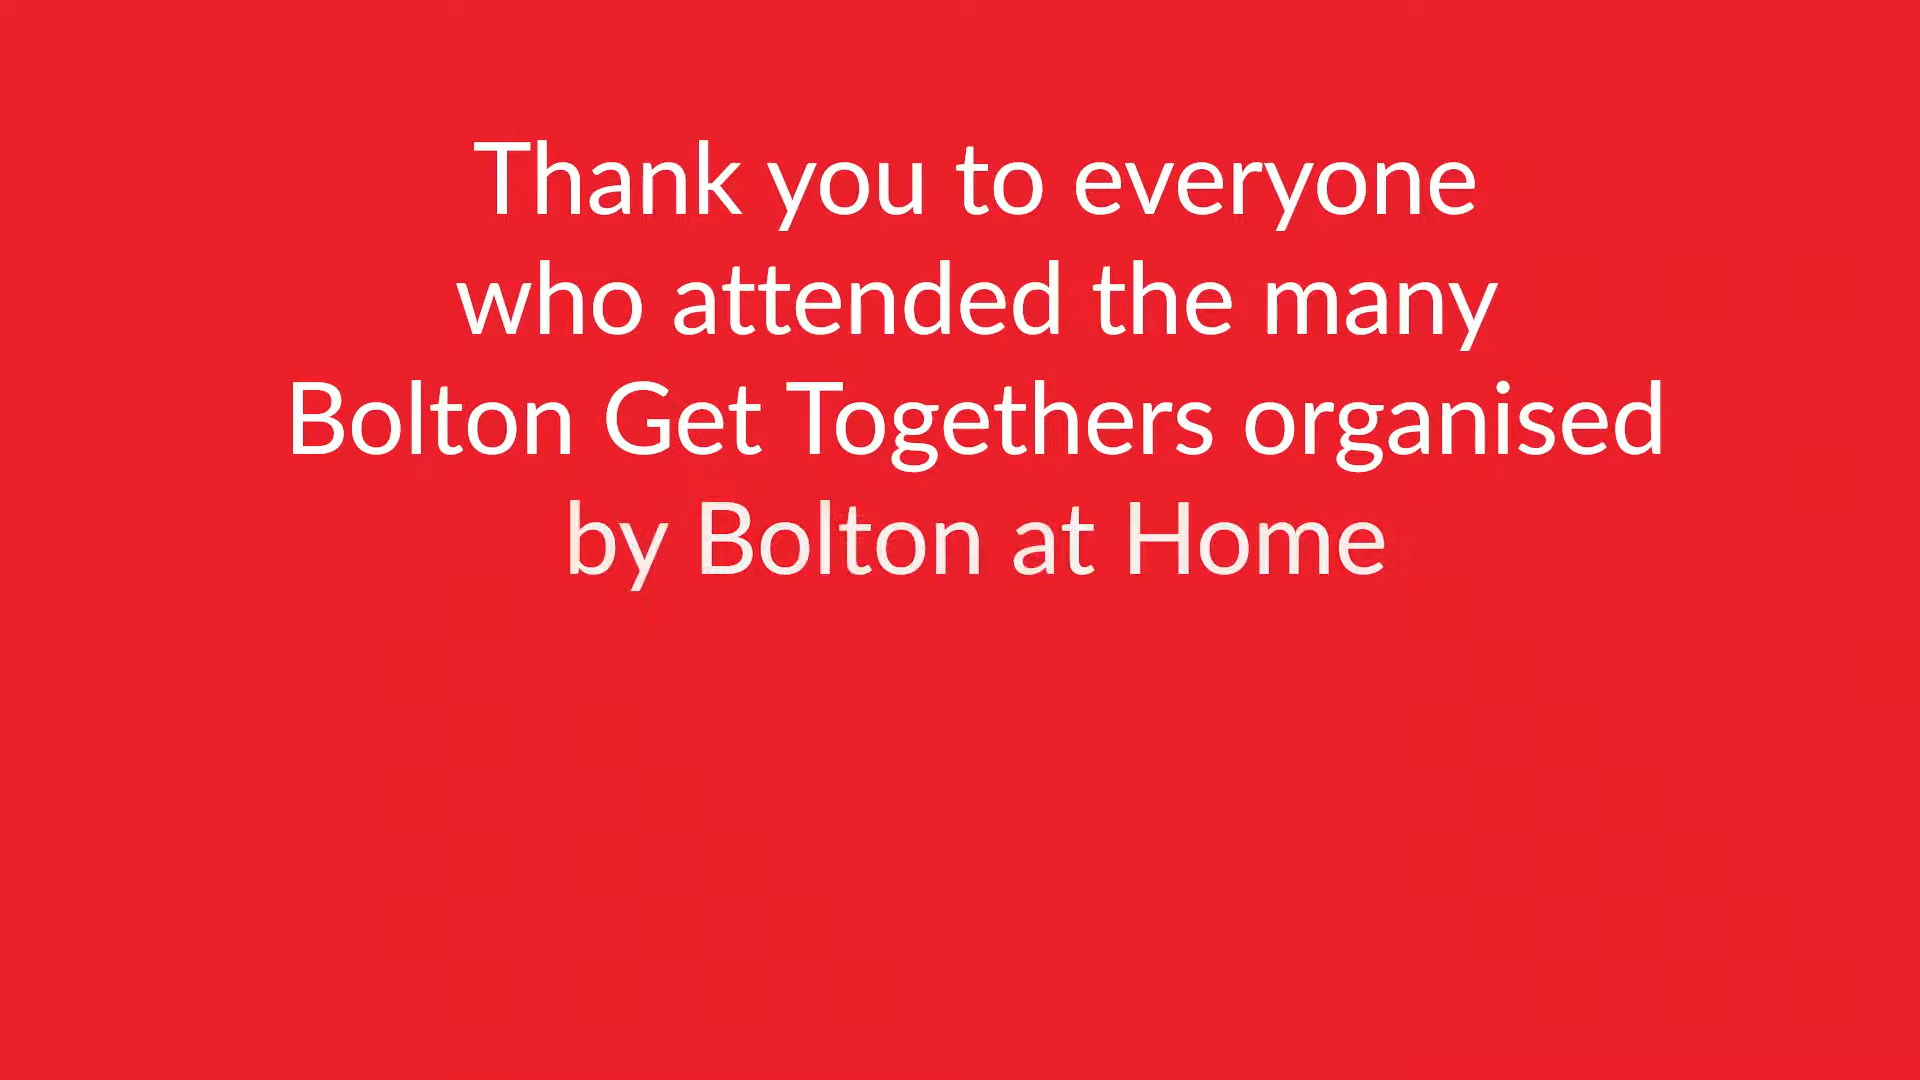 Thank you to everyone
who attended the many
Bolton Get Togethers organised
by Bolton at Home